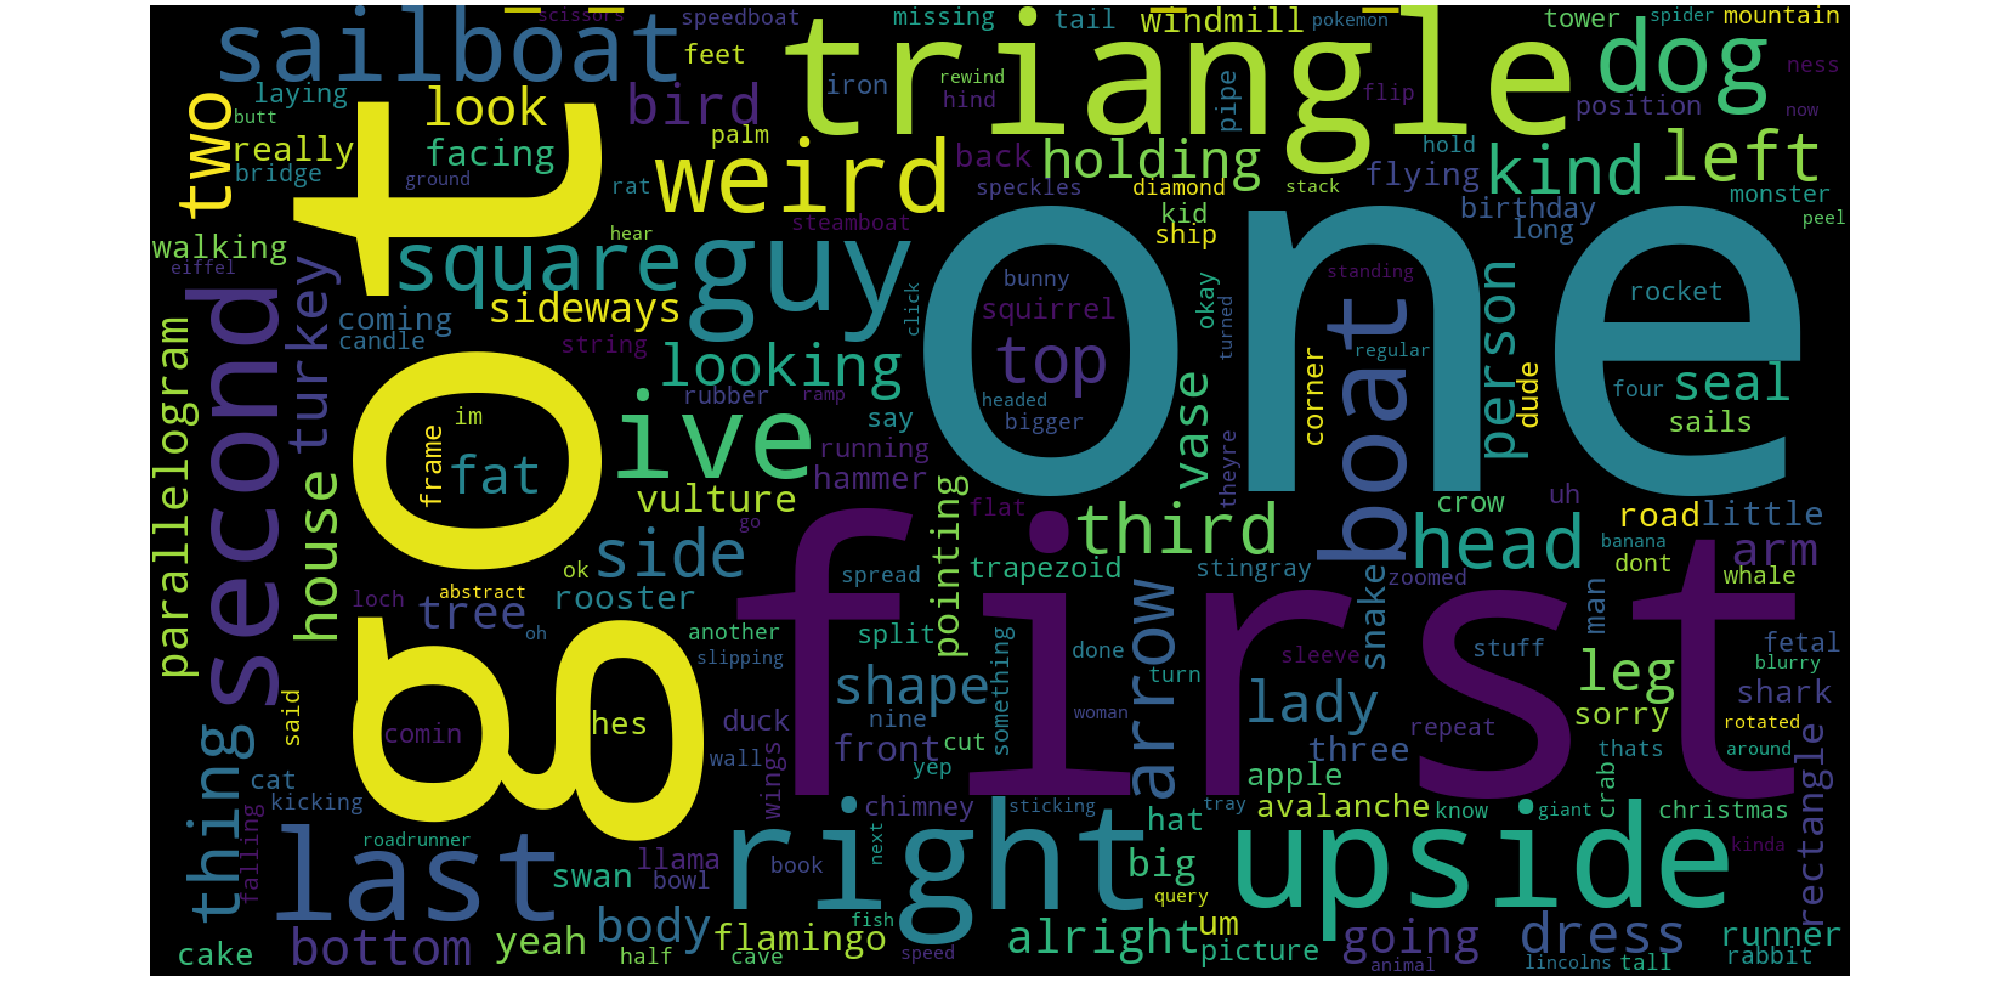 scissors
speedboat
missing
tail
windmill
pokemon
tower
spider
mountain
sailboat
feet
triangle
dog
ness
laying
look
bird
iron
rewind
hind
pipe
flip
position
now
butt
two
really
facing
palm
weird
back
holding
hold
flying
kind
left
bridge
ground
rat
speckles
diamond
stack
monster
got
steamboat
kid
ship
birthday
long
peel
walking
hear
square
guy
one
eiffel
turkey
sideways
bunny
squirrel
click
okay
turned
standing
boat
person
rocket
second
coming
candle
string
looking
top
regular
corner
dude
parallelogram
rubber
ramp
headed
bigger
vase
four
seal
sails
im
frame
fat
ive
say
running
hammer
theyre
house
vulture
go
pointing
flat
third
crow
uh
road
little
head
banana
arm
side
ok
spread
trapezoid
stingray
zoomed
dont
whale
abstract
loch
tree
oh
rooster
first
arrow
snake
man
another
slipping
split
something
done
turn
sleeve
stuff
fetal
blurry
said
shape
lady
leg
shark
hes
comin
duck
nine
woman
repeat
sorry
rotated
thing
front
cut
three
thats
around
wall
wings
yep
apple
rectangle
cat
kicking
chimney
sticking
tray
avalanche
know
giant
crab
christmas
falling
roadrunner
last
right
next
hat
upside
kinda
llama
bowl
book
big
swan
query
body
fish
um
cake
bottom
yeah
half
flamingo
cave
speed
alright
picture
going
animal
dress
lincolns
tall
runner
rabbit